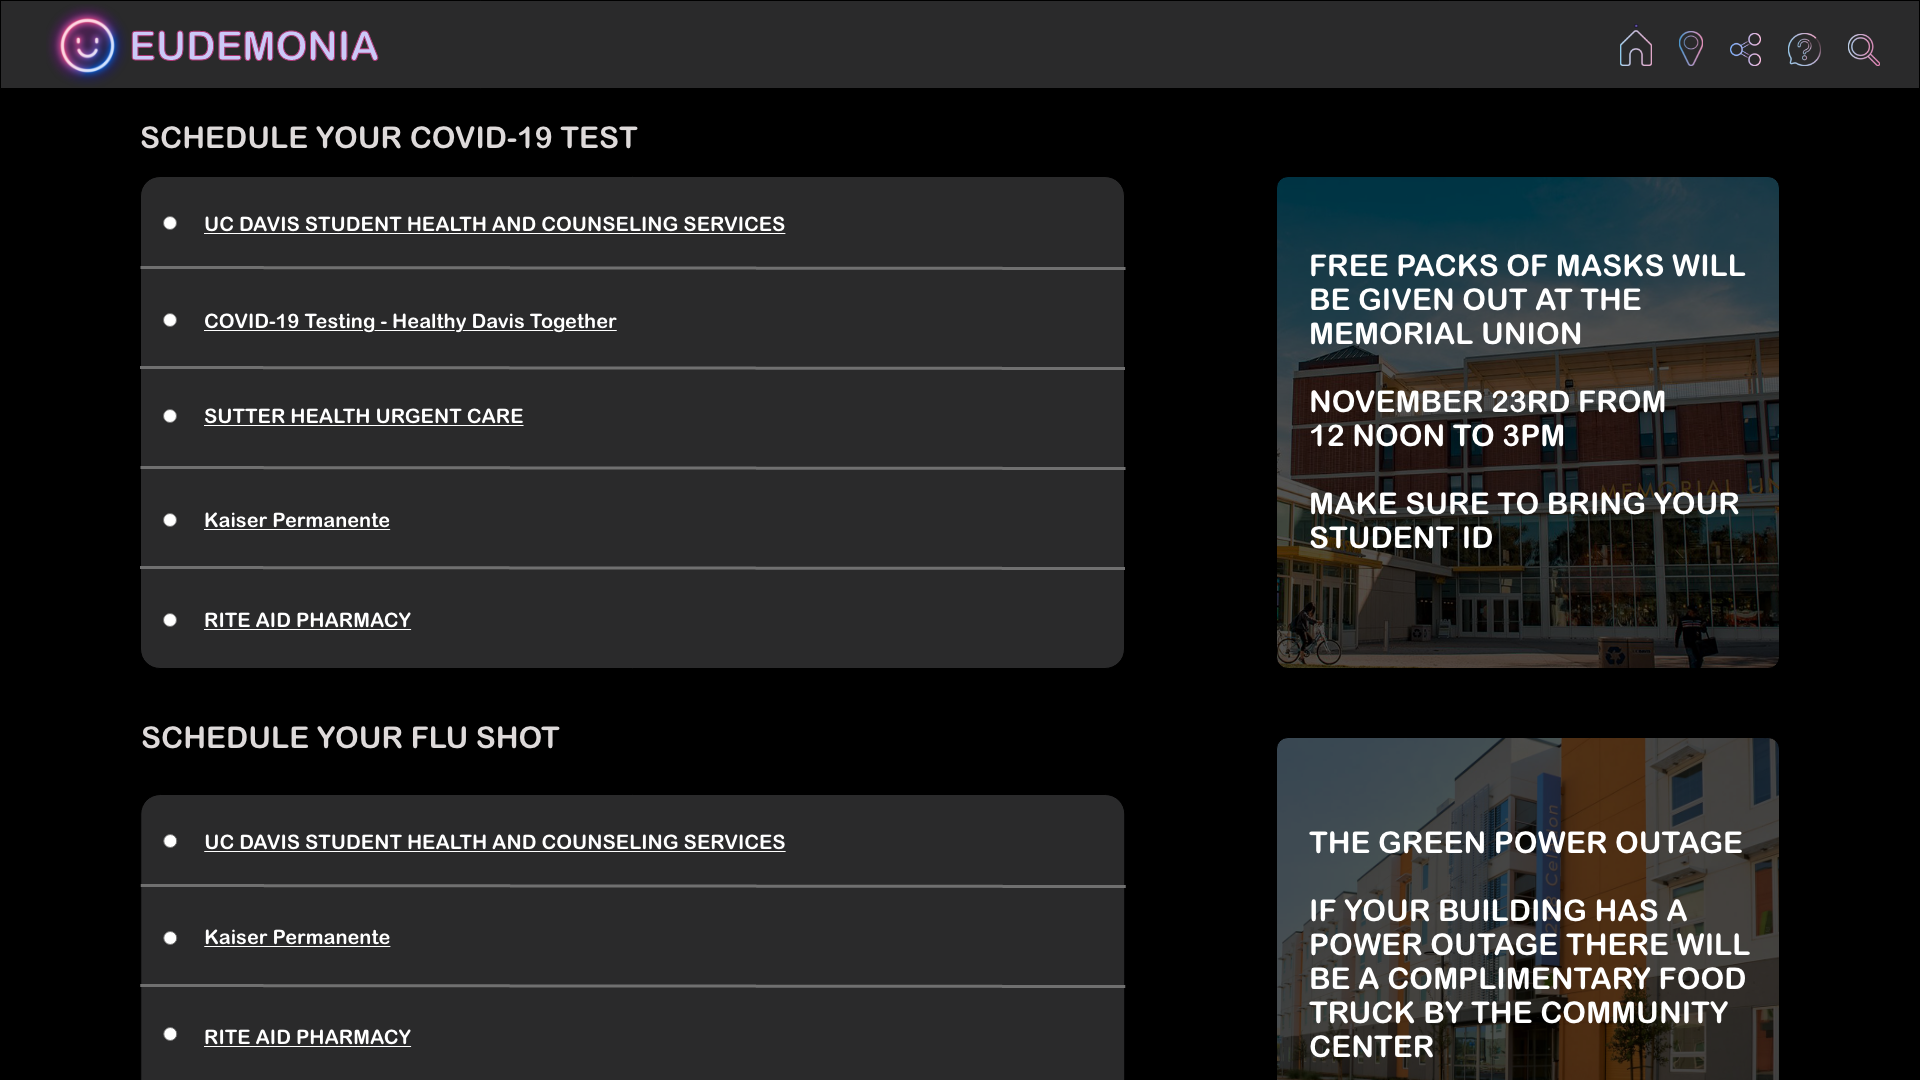 EUDEMONIA
SCHEDULE YOUR COVID-19 TEST
UC DAVIS STUDENT HEALTH AND COUNSELING SERVICES
COVID-19 Testing - Healthy Davis Together
SUTTER HEALTH URGENT CARE
Kaiser Permanente
RITE AID PHARMACY
FREE PACKS OF MASKS WILL
BE GIVEN OUT AT THE
MEMORIAL UNION
NOVEMBER 23RD FROM
12 NOON TO 3PM
MEMORIAL UN
MAKE SURE TO BRING YOUR
STUDENT ID
SCHEDULE YOUR FLU SHOT
UC DAVIS STUDENT HEALTH AND COUNSELING SERVICES
Kaiser Permanente
RITE AID PHARMACY
THE GREEN POWER OUTAGE
IF YOUR BUILDING HAS A
POWER OUTAGE THERE WILL
BE A COMPLIMENTARY FOOD
TRUCK BY THE COMMUNITY
CENTER